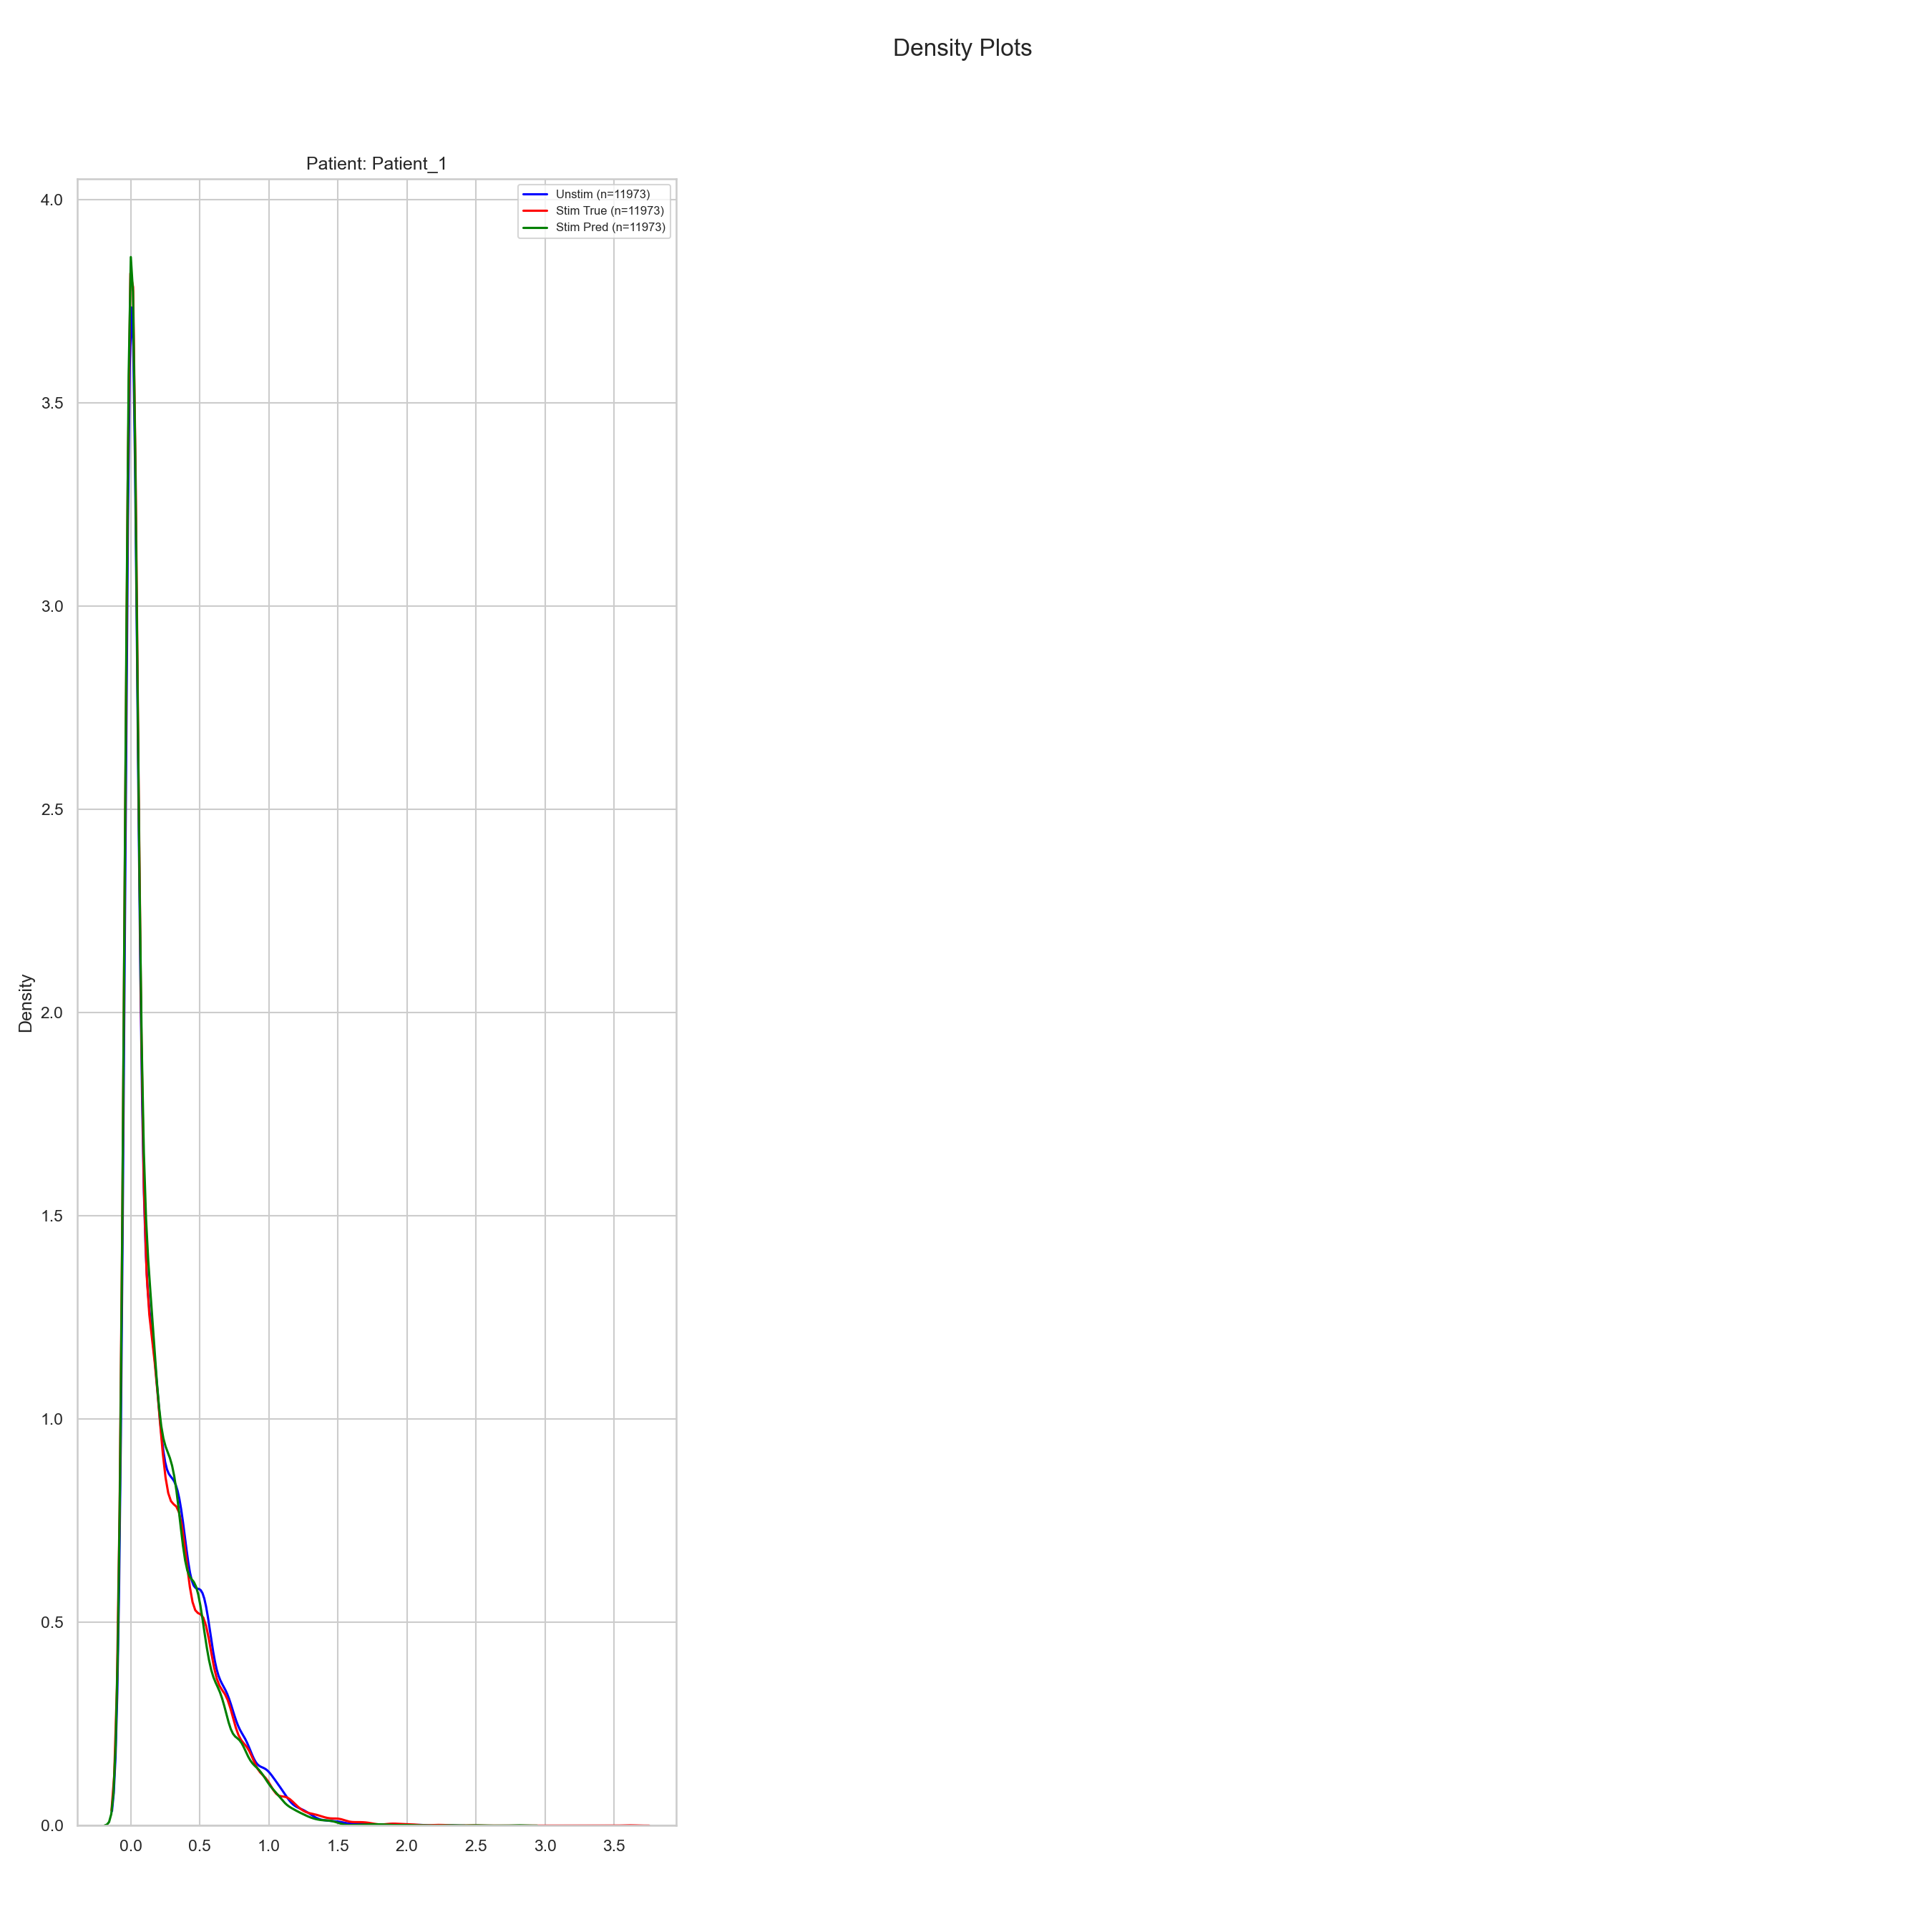 Density Plots
Patient: Patient_1
Unstim (n=11973)
Stim True (n=11973)
Stim Pred (n=11973)
4.0
3.5
3.0
2.5
2.0
1.5
1.0
0.5
0.0
Density
0.0 0.5 1.0 1.5 2.0 2.5 3.0 3.5